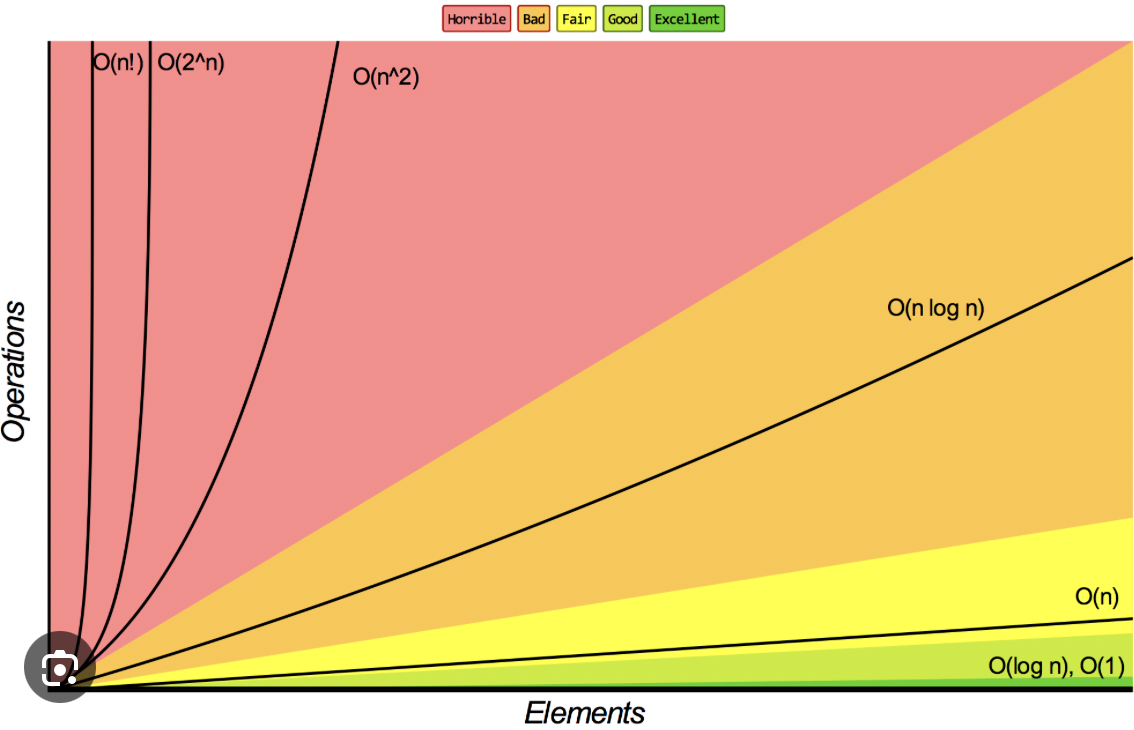 Horrible Bad Fair Good Excellent
O(n!) O(2^n)
O(n^2)
O(n log n)
Operations
O(n)
O(log n), O(1)
Elements